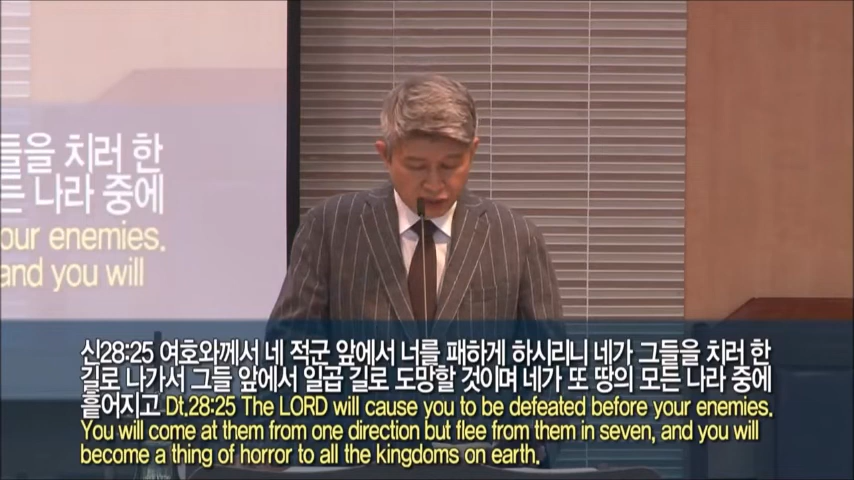 들을 치러 한
든 나라 중에
our enemies.
and you will
신28:25 여호와께서 네 적군 앞에서 너를 패하게 하시리니 네가 그들을 치러 한
길로 나가서 그들 앞에서 일곱 길로 도망할 것이며 네가 또 땅의 모든 나라 중에
흩어지고 Dt.28:25 The LORD will cause you to be defeated before your enemies.
You will come at them from one direction but flee from them in seven, and you will
become a thing of horror to all the kingdoms on earth.